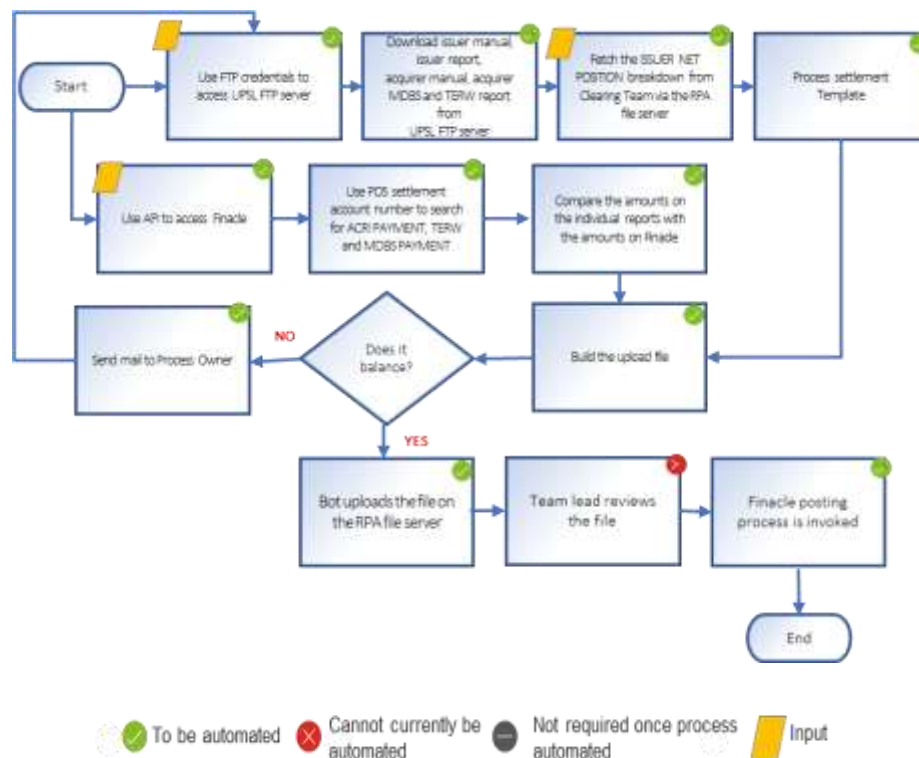 Start
Use FTP credentials to
access UPSL FTP server
Download issuer manual,
issuer report,
acquirer manual, acquirer
MDBS and TERW report
from
UPSL FTP server
Fetch the ISSUER NET
POSITION breakdown from
Clearing Team via the RPA
file server
Process settlement
Template
Use API to access Finacle
Use POS settlement
account number to search
for ACRI PAYMENT, TERW
and MDBS PAYMENT
Compare the amounts on
the individual reports with
the amounts on Finacle
Send mail to Process Owner
NO
Does it
balance?
Build the upload file
YES
Bot uploads the file on
the RPA file server
Team lead reviews
the file
Finacle posting
process is invoked
End
To be automated
Cannot currently be
automated
Not required once process
automated
Input